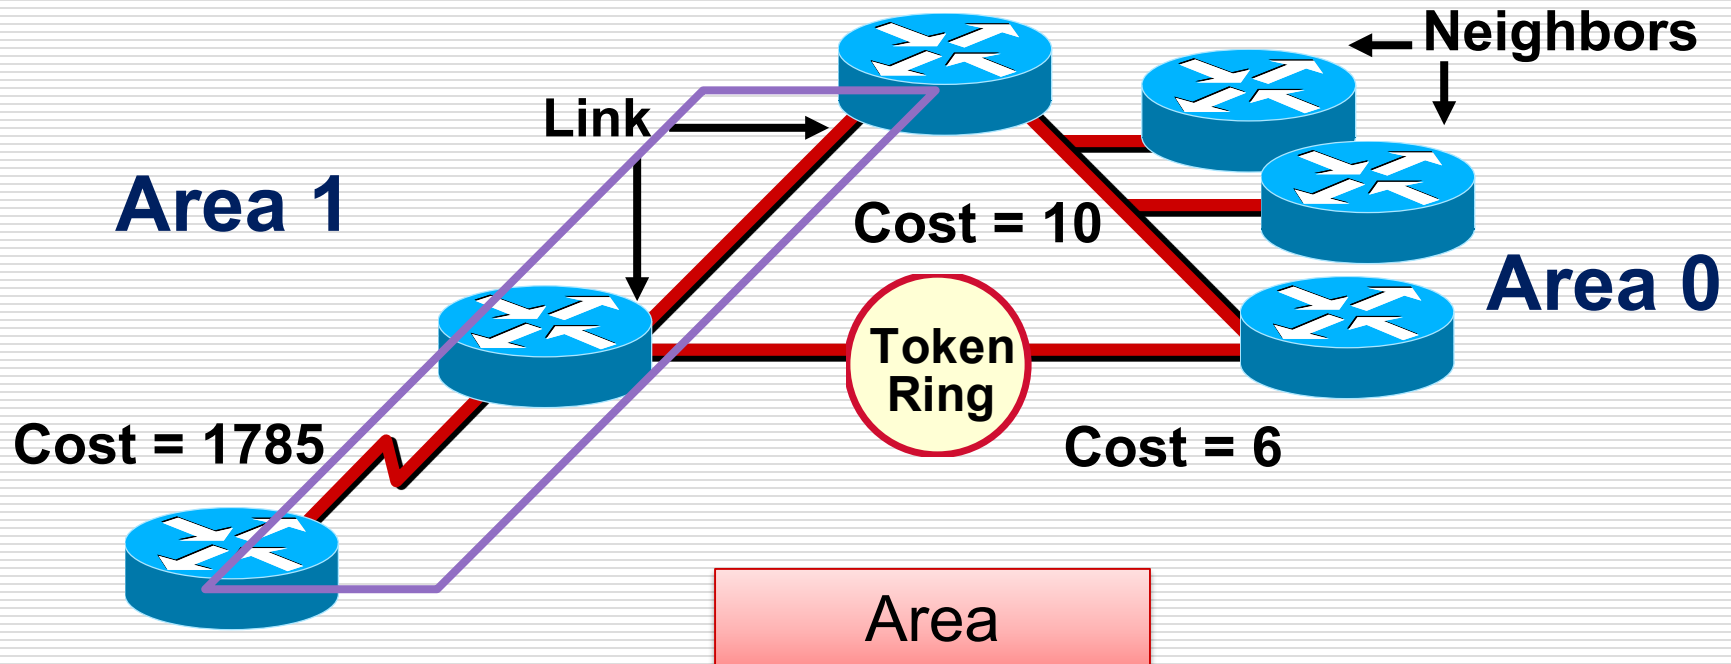 Neighbors
Link
Area 1
Cost = 10
Area 0
Token
Ring
Cost = 1785
Cost = 6
Area